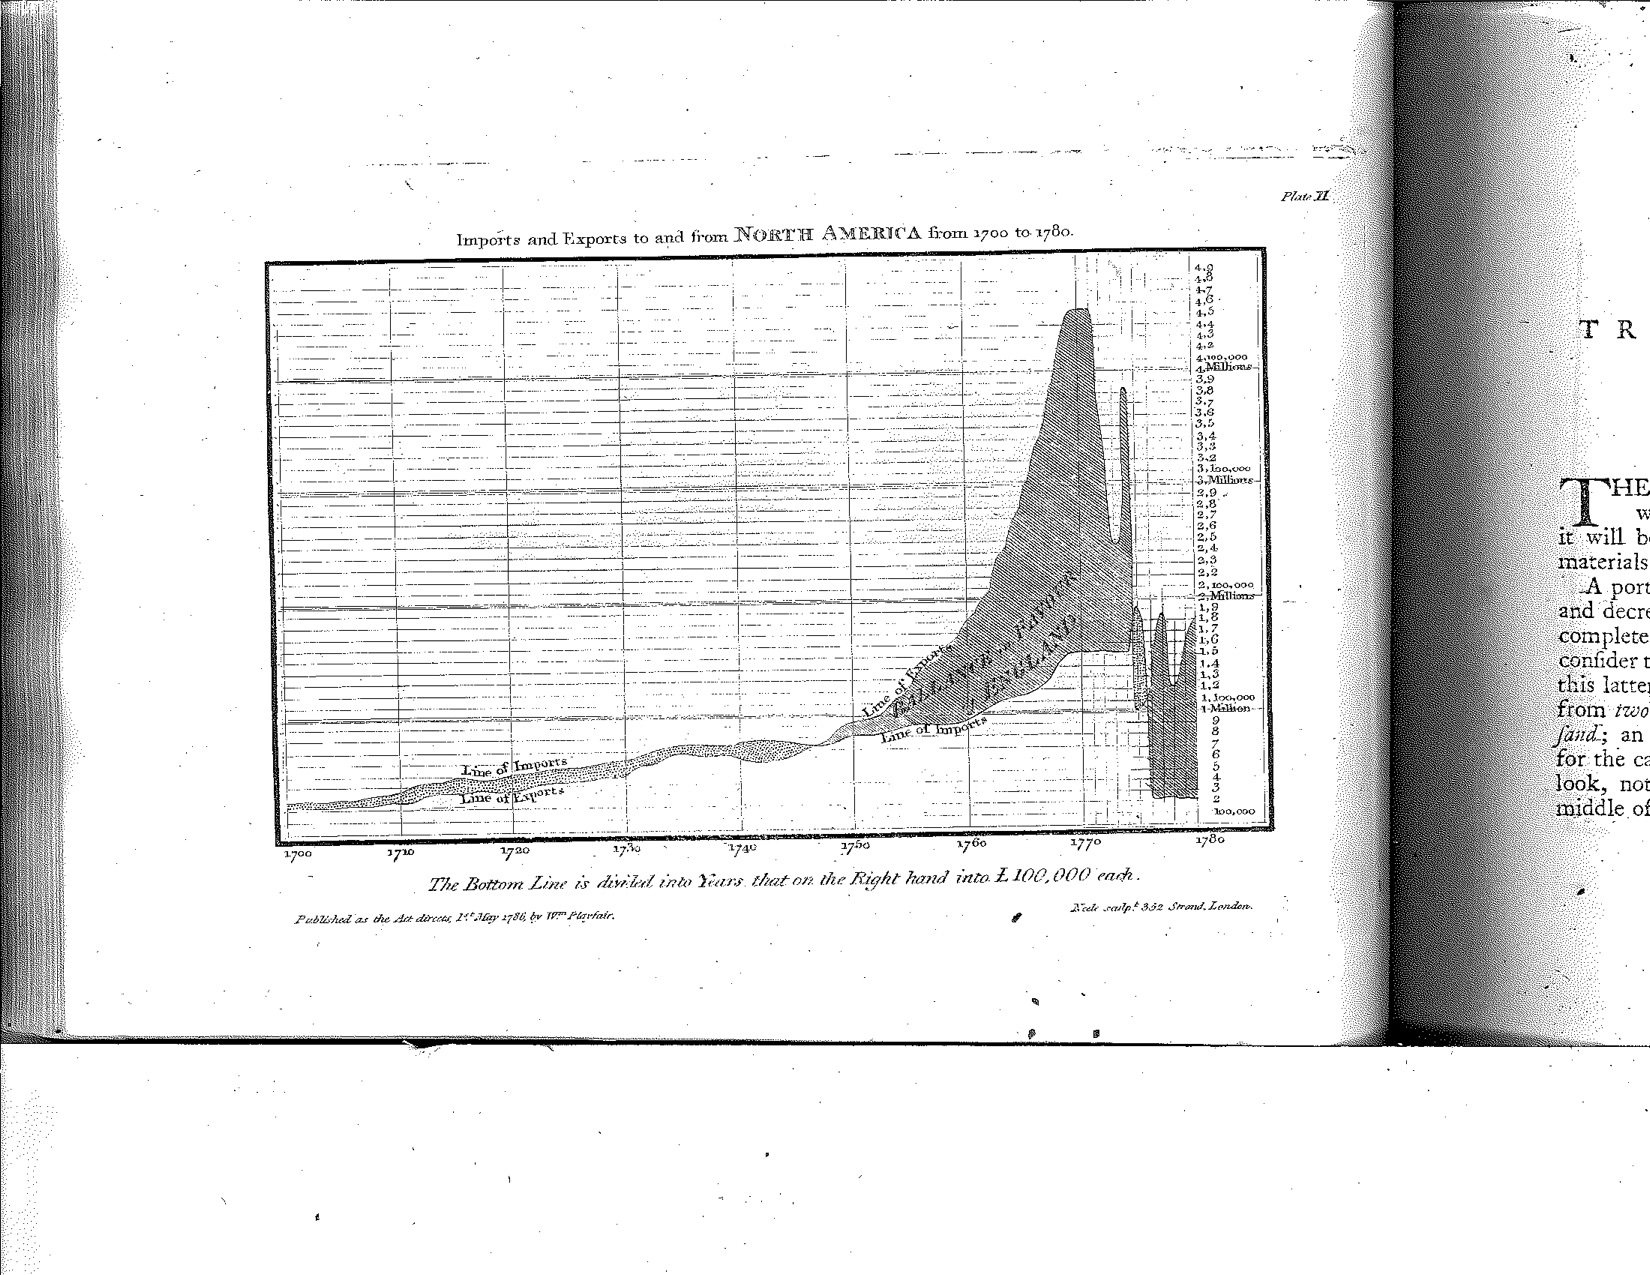 Plate II.
Imports and Exports to and from NORTH AMERICA from 1700 to 1780.
4,9
4,8
4,7
4,6
4,5
4,4
4,3
4,2
4,100,000
4 Millions
3,9
3,8
3,7
3,6
3,5
3,4
3,3
3,2
3,100,000
3 Millions
2,9
2,8
2,7
2,6
2,5
2,4
2,3
2,2
2,100,000
2 Millions
1,9
1,8
1,7
1,6
1,5
1,4
1,3
1,2
1,100,000
1 Million
9
8
7
6
5
4
3
2
100,000
Line of Exports
BALLANCE in FAVOUR
ENGLAND
Line of Imports
Line of Imports
Line of Exports
1700 1710 1720 1730 1740 1750 1760 1770 1780
The Bottom Line is divided into Years, that on the Right hand into £100,000 each.
Published as the Act directs, 1st May 1786, by Wm Playfair.
Neele sculpt 352 Strand, London.
T R
THE
w
it will b
materials
A port
and decre
complete
consider t
this latter
from two
sand; an
for the ca
look, not
middle of